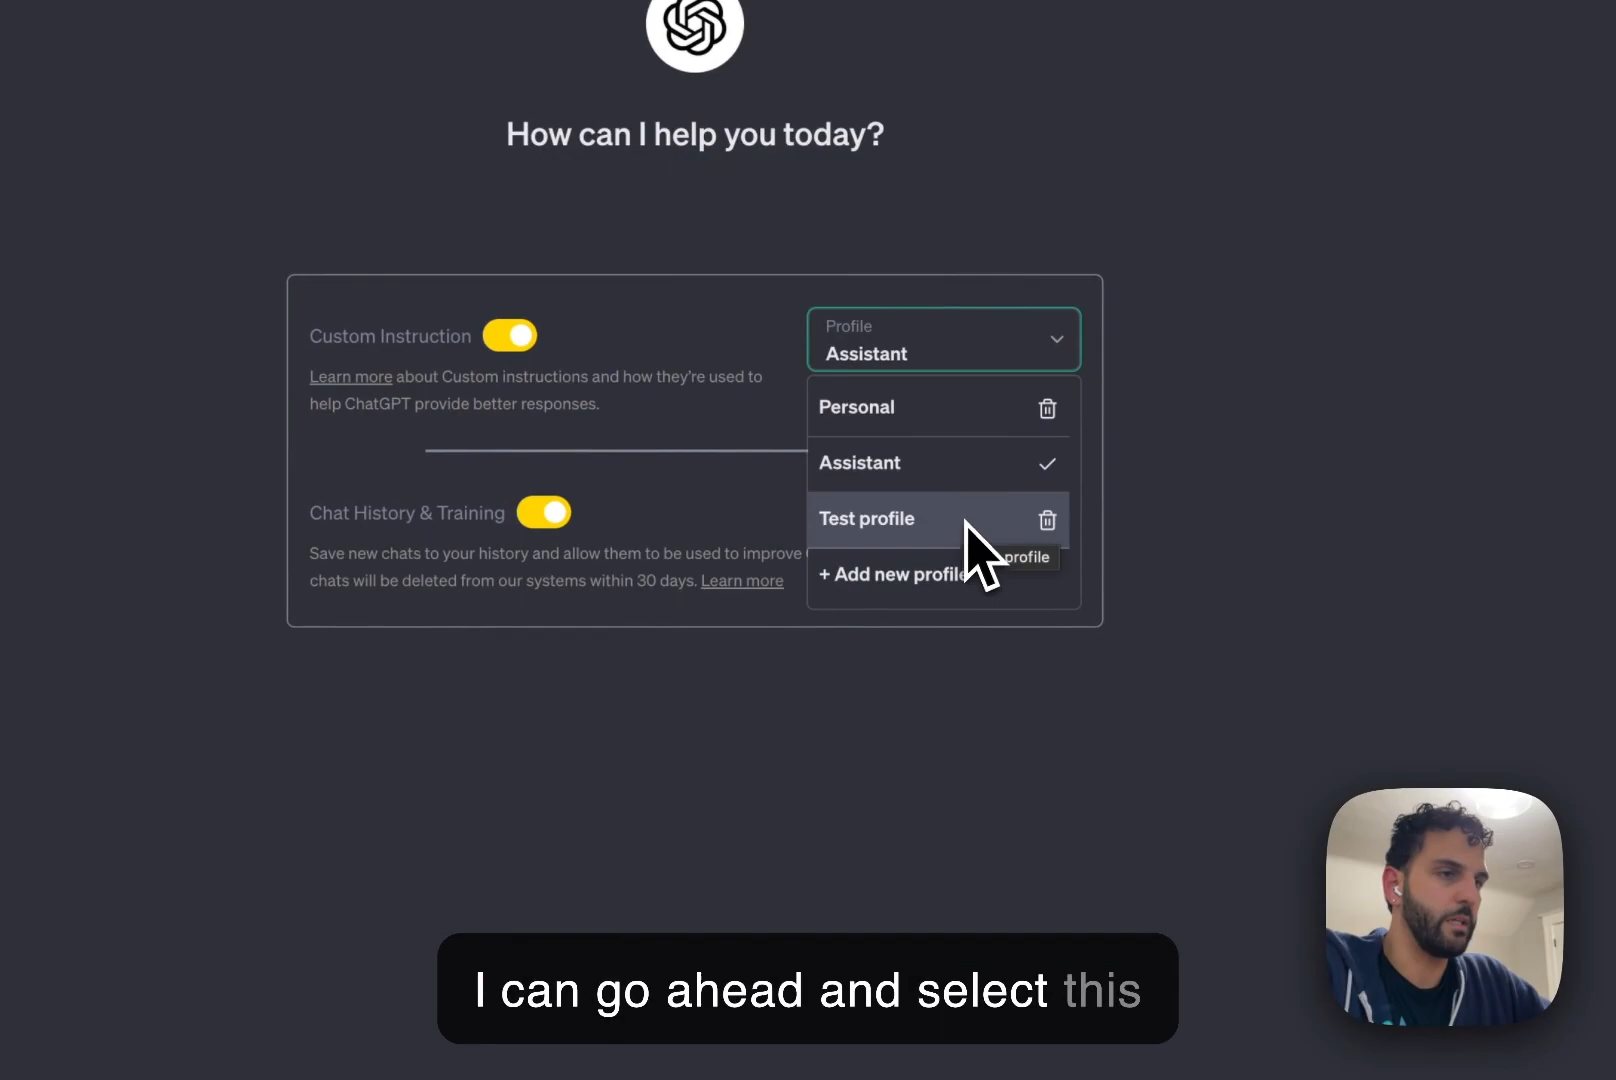 How can I help you today?
Custom Instruction
Learn more about Custom instructions and how they're used to
help ChatGPT provide better responses.
Profile
Assistant
Personal
Assistant
Test profile
profile
+ Add new profile
Chat History & Training
Save new chats to your history and allow them to be used to improve
chats will be deleted from our systems within 30 days. Learn more
I can go ahead and select this